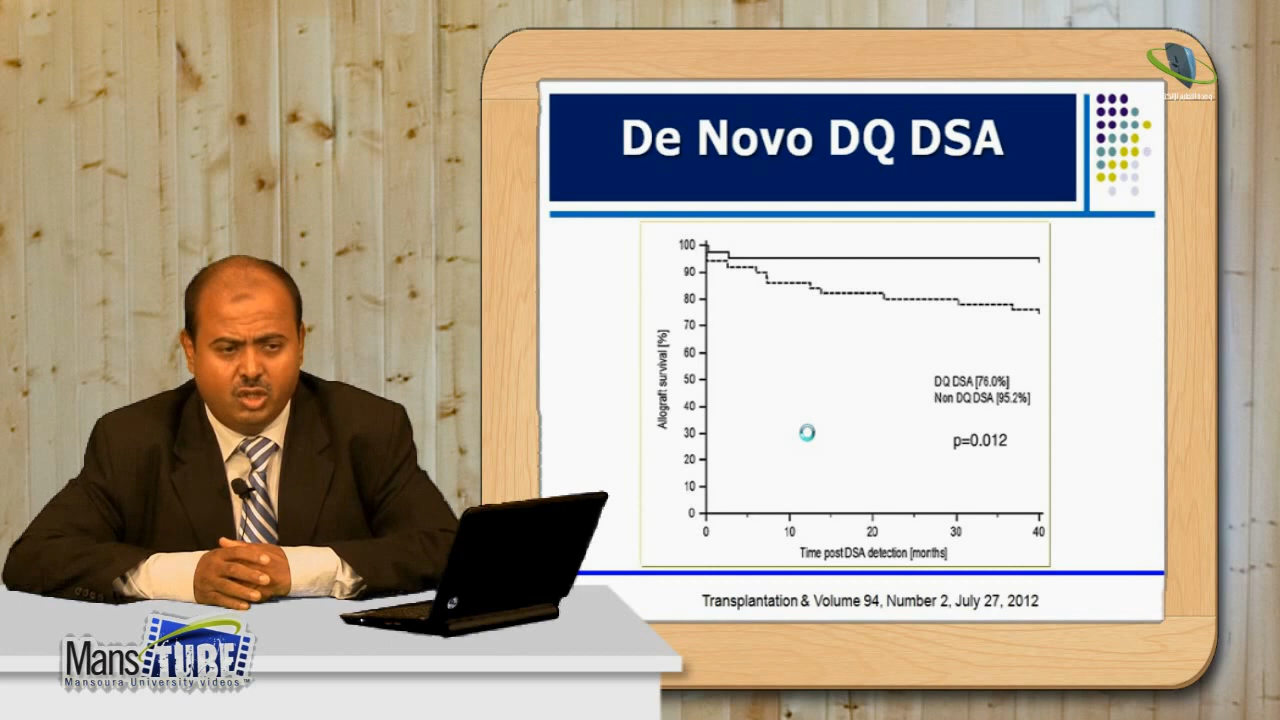 De Novo DQ DSA
100
90
80
70
60
50
40
30
20
10
0
Allograft survival [%]
DQ DSA [76.0%]
Non DQ DSA [95.2%]
p=0.012
0 10 20 30 40
Time post DSA detection [months]
Transplantation & Volume 94, Number 2, July 27, 2012
Mans TUBE
Mansoura University videos